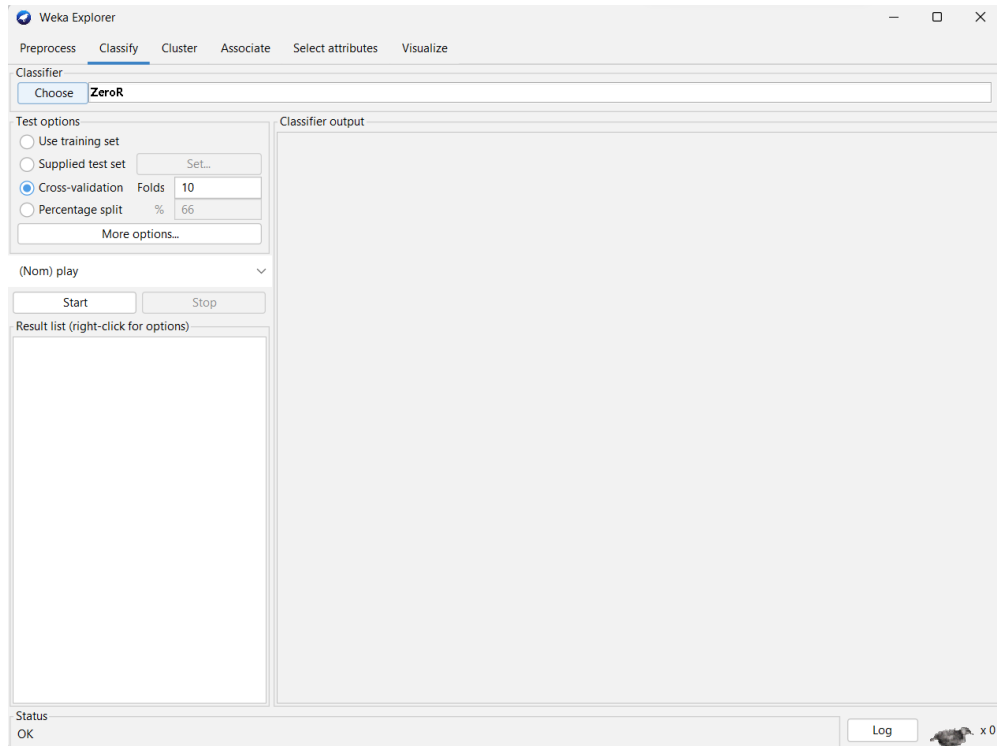 Weka Explorer
Preprocess Classify Cluster Associate Select attributes Visualize
Classifier
Choose ZeroR
Test options
Use training set
Supplied test set Set...
Cross-validation Folds 10
Percentage split % 66
More options...
(Nom) play
Start Stop
Result list (right-click for options)
Classifier output
Status
OK
Log x 0